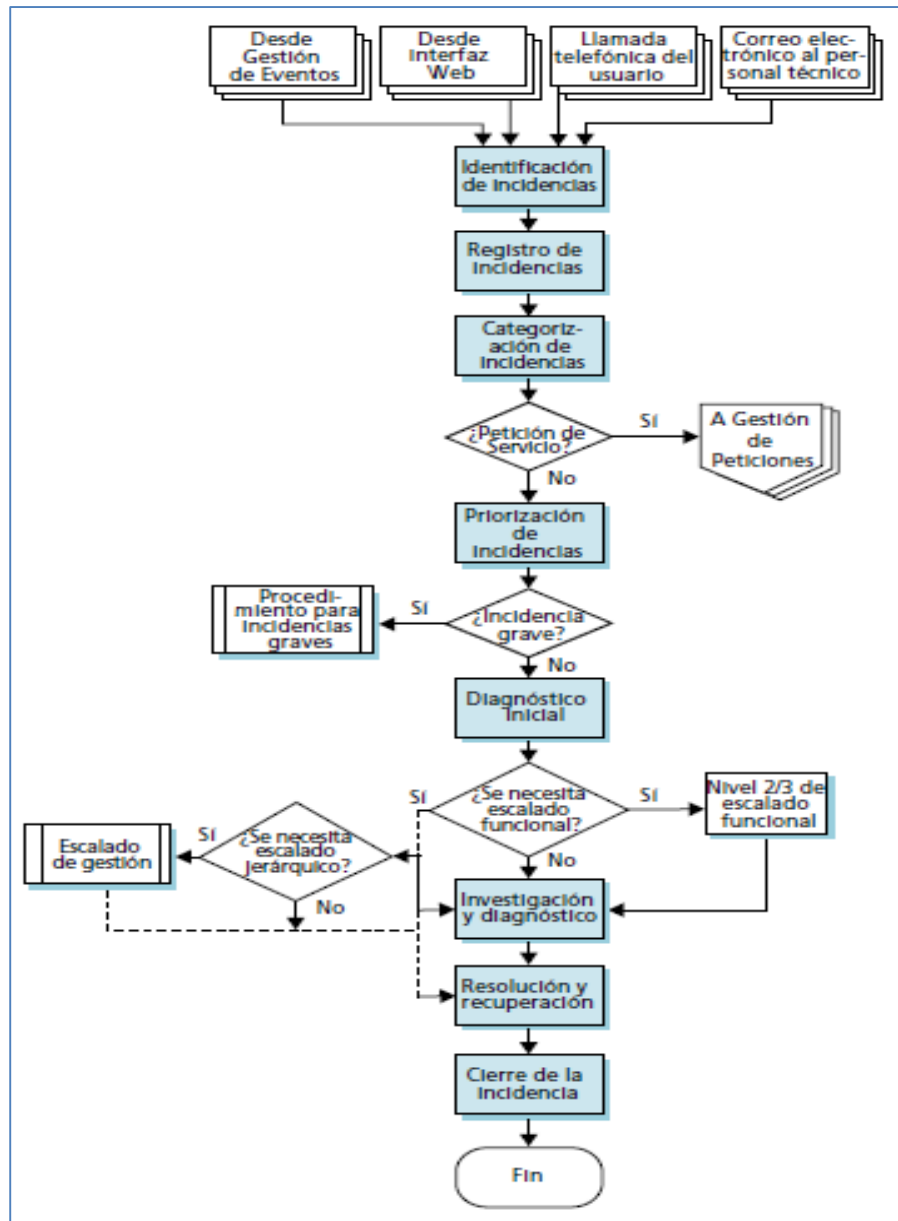 Desde
Gestión
de Eventos
Desde
Interfaz
Web
Llamada
telefónica del
usuario
Correo elec-
trónico al per-
sonal técnico
Identificación
de incidencias
Registro de
incidencias
Categoriz-
ación de
incidencias
¿Petición de
Servicio?
Sí
A Gestión
de
Peticiones
No
Priorización
de
incidencias
Procedi-
miento para
incidencias
graves
Sí
¿Incidencia
grave?
No
Diagnóstico
Inicial
Sí
¿Se necesita
escalado
funcional?
Sí
Nivel 2/3 de
escalado
funcional
Escalado
de gestión
Sí
¿Se necesita
escalado
jerárquico?
No
No
Investigación
y diagnóstico
Resolución y
recuperación
Cierre de la
incidencia
Fin